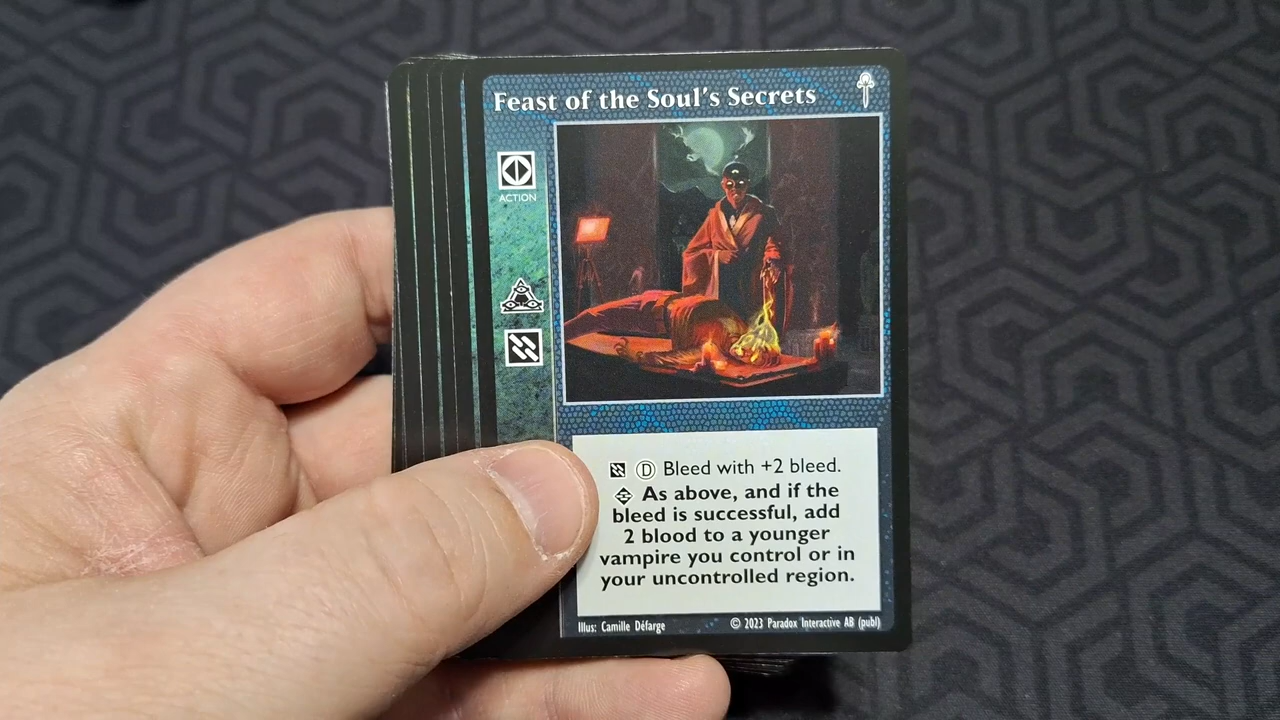 Feast of the Soul's Secrets
ACTION
D Bleed with +2 bleed.
As above, and if the
bleed is successful, add
2 blood to a younger
vampire you control or in
your uncontrolled region.
Illus: Camille Défarge © 2023 Paradox Interactive AB (publ)